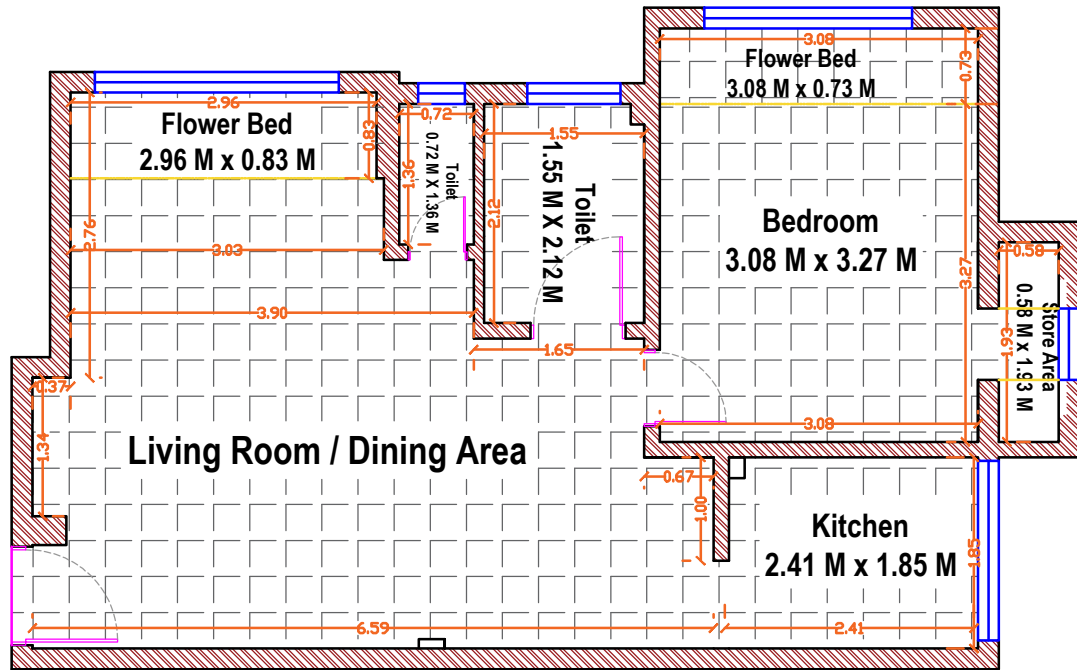 3.08
Flower Bed
3.08 M x 0.73 M
0.73
2.96
Flower Bed
2.96 M x 0.83 M
0.83
0.72
Toilet
0.72 M X 1.36 M
1.36
1.55
Toilet
1.55 M X 2.12 M
2.12
2.76
3.03
3.90
1.65
Bedroom
3.08 M x 3.27 M
3.27
3.08
0.58
Store Area
0.58 M X 1.93 M
1.93
0.37
1.34
Living Room / Dining Area
0.67
1.00
Kitchen
2.41 M x 1.85 M
1.85
6.59
2.41